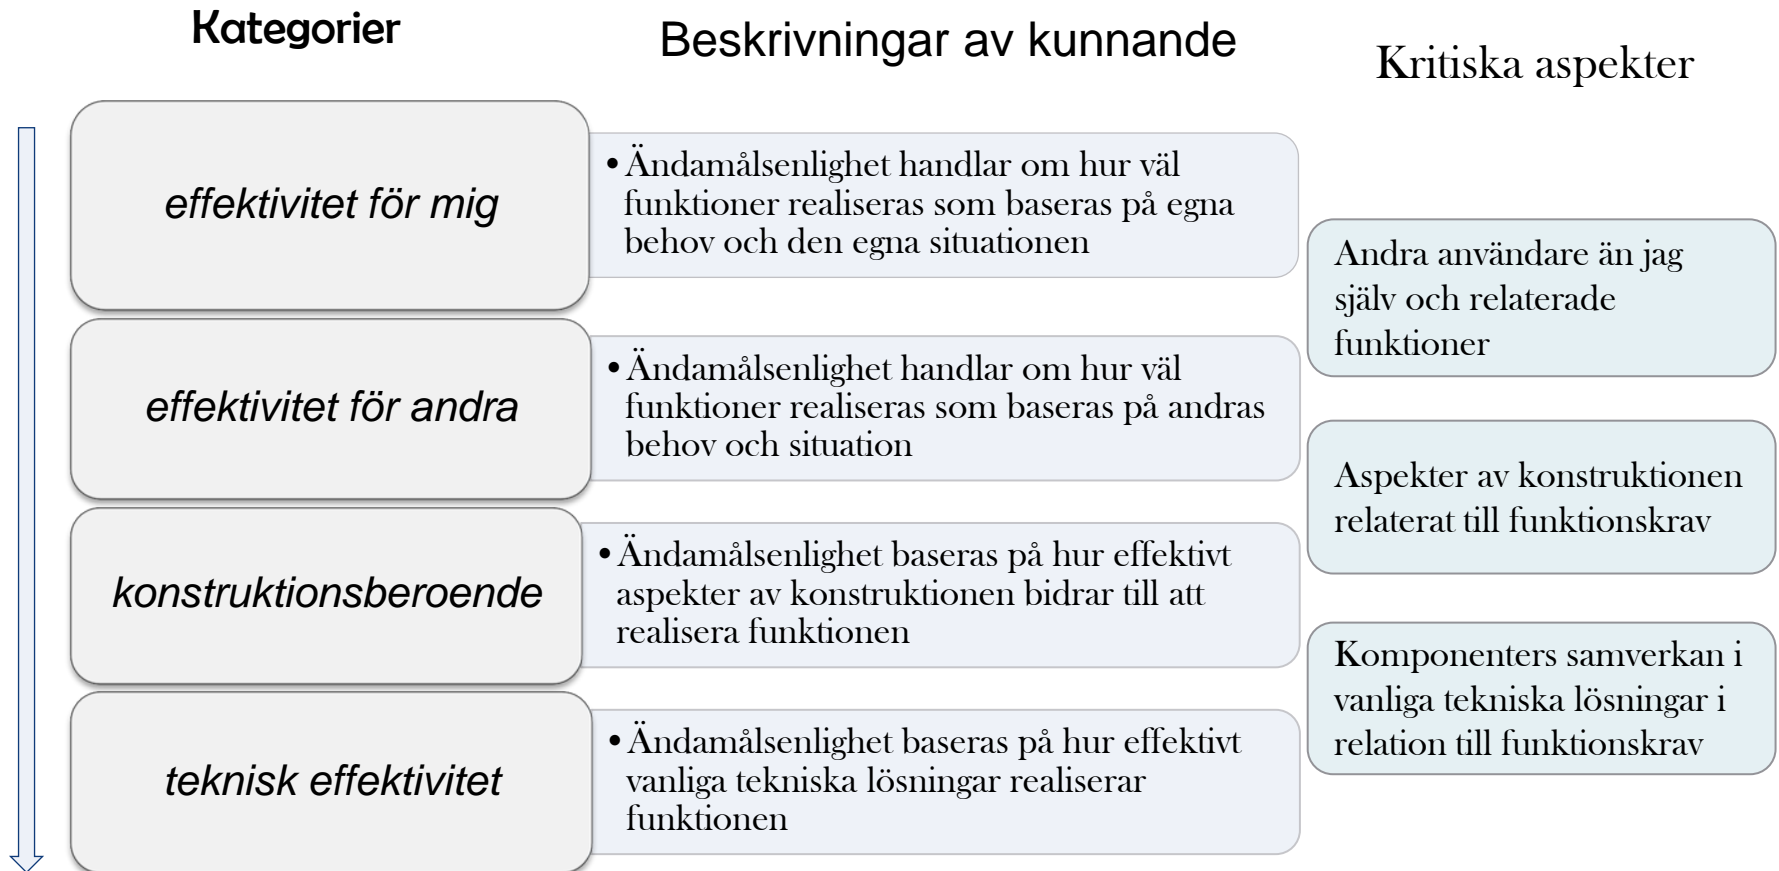 Kategorier
Beskrivningar av kunnande
Kritiska aspekter
effektivitet för mig
•Ändamålsenlighet handlar om hur väl
funktioner realiseras som baseras på egna
behov och den egna situationen
Andra användare än jag
själv och relaterade
funktioner
effektivitet för andra
•Ändamålsenlighet handlar om hur väl
funktioner realiseras som baseras på andras
behov och situation
Aspekter av konstruktionen
relaterat till funktionskrav
konstruktionsberoende
•Ändamålsenlighet baseras på hur effektivt
aspekter av konstruktionen bidrar till att
realisera funktionen
Komponenters samverkan i
vanliga tekniska lösningar i
relation till funktionskrav
teknisk effektivitet
•Ändamålsenlighet baseras på hur effektivt
vanliga tekniska lösningar realiserar
funktionen